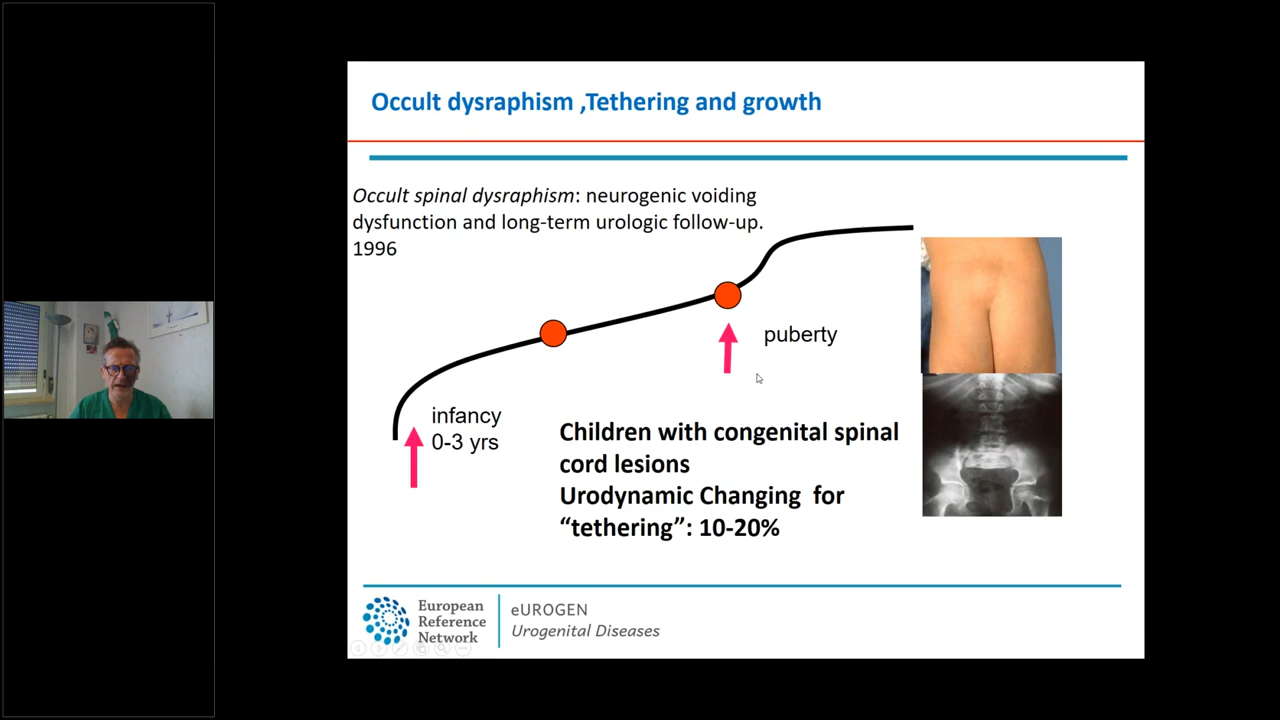 Occult dysraphism ,Tethering and growth
Occult spinal dysraphism: neurogenic voiding
dysfunction and long-term urologic follow-up.
1996
puberty
infancy
0-3 yrs
Children with congenital spinal
cord lesions
Urodynamic Changing for
“tethering”: 10-20%
European
Reference
Network
eUROGEN
Urogenital Diseases